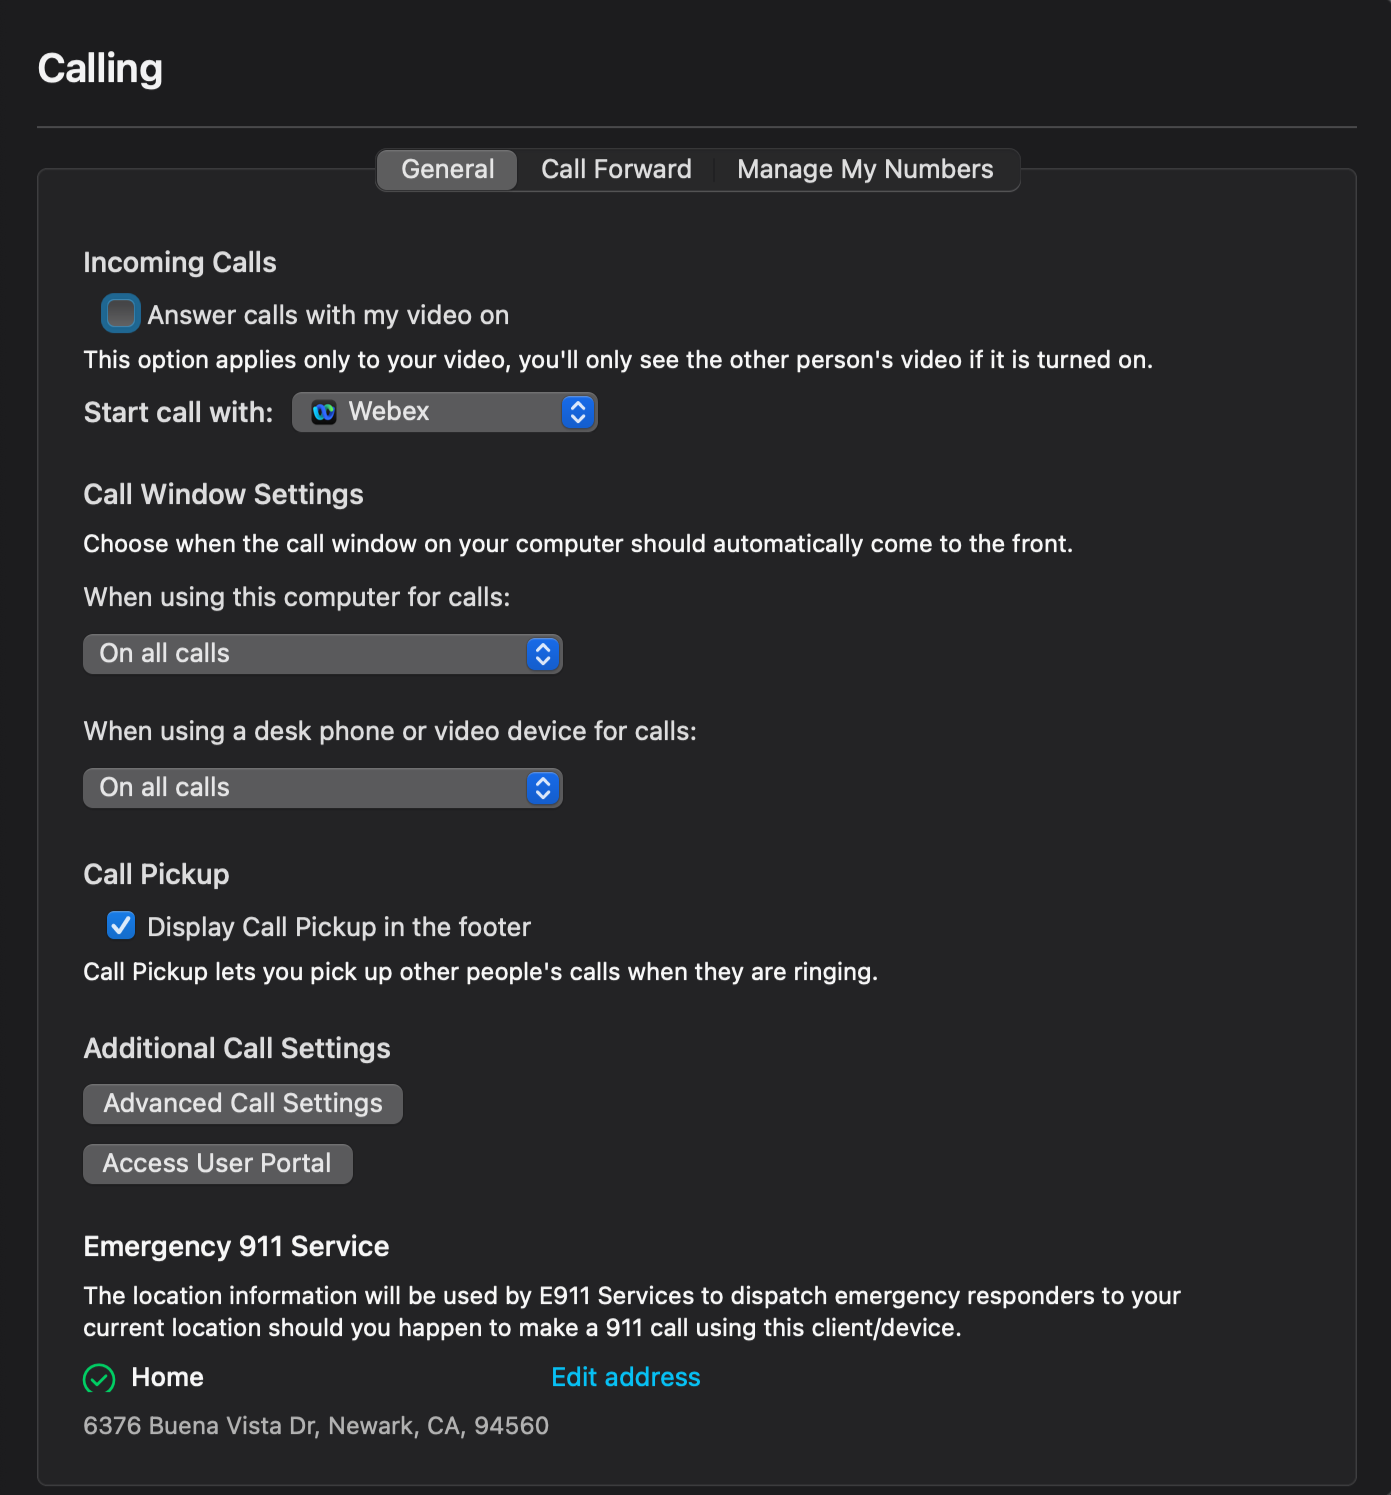 Calling
General
Call Forward
Manage My Numbers
Incoming Calls
Answer calls with my video on
This option applies only to your video, you'll only see the other person's video if it is turned on.
Start call with:
Webex
Call Window Settings
Choose when the call window on your computer should automatically come to the front.
When using this computer for calls:
On all calls
When using a desk phone or video device for calls:
On all calls
Call Pickup
Display Call Pickup in the footer
Call Pickup lets you pick up other people's calls when they are ringing.
Additional Call Settings
Advanced Call Settings
Access User Portal
Emergency 911 Service
The location information will be used by E911 Services to dispatch emergency responders to your
current location should you happen to make a 911 call using this client/device.
Home
Edit address
6376 Buena Vista Dr, Newark, CA, 94560